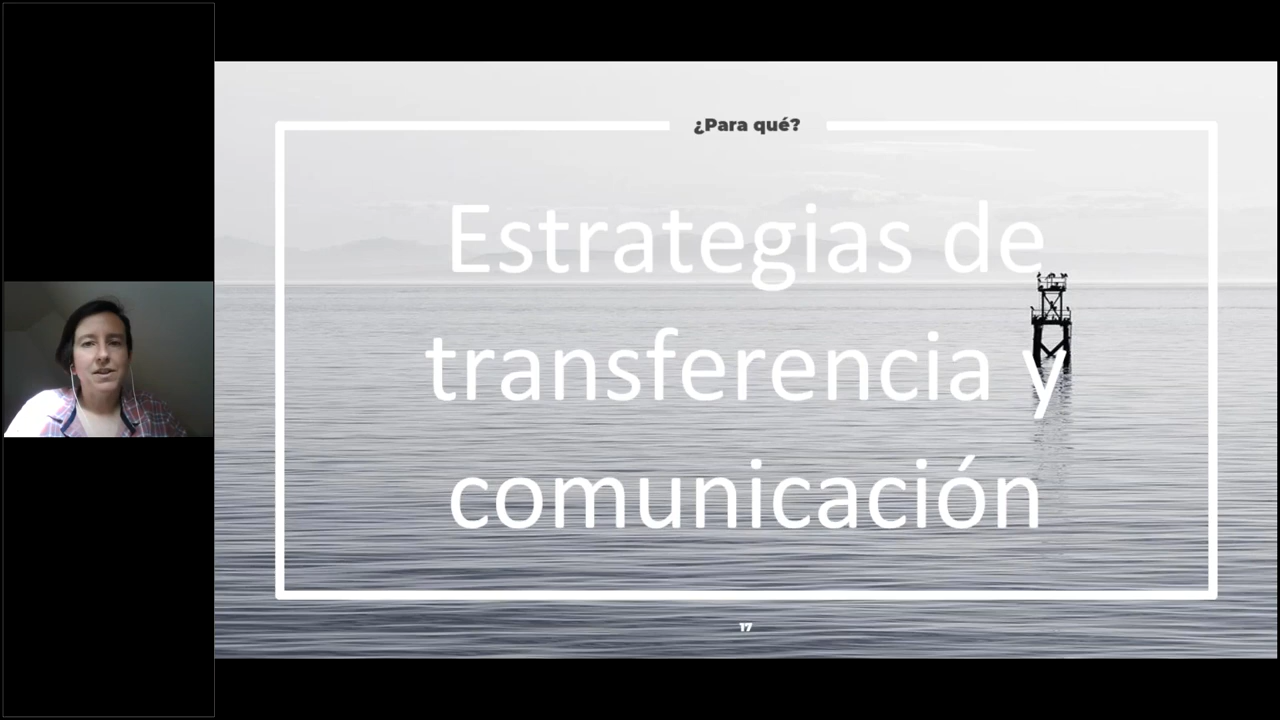 ¿Para qué?
Estrategias de
transferencia y
comunicación
17